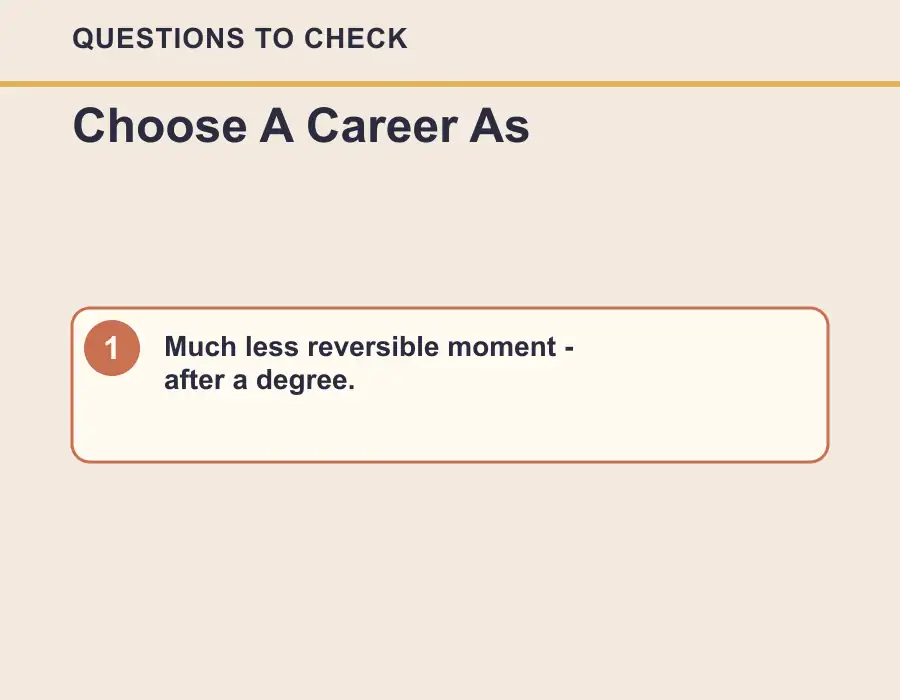 QUESTIONS TO CHECK
Choose A Career As
1
Much less reversible moment -
after a degree.